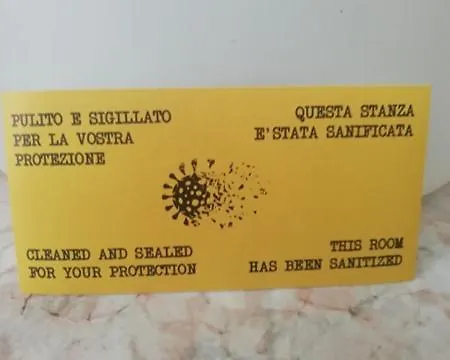 PULITO E SIGILLATO
PER LA VOSTRA
PROTEZIONE
QUESTA STANZA
E'STATA SANIFICATA
CLEANED AND SEALED
FOR YOUR PROTECTION
THIS ROOM
HAS BEEN SANITIZED